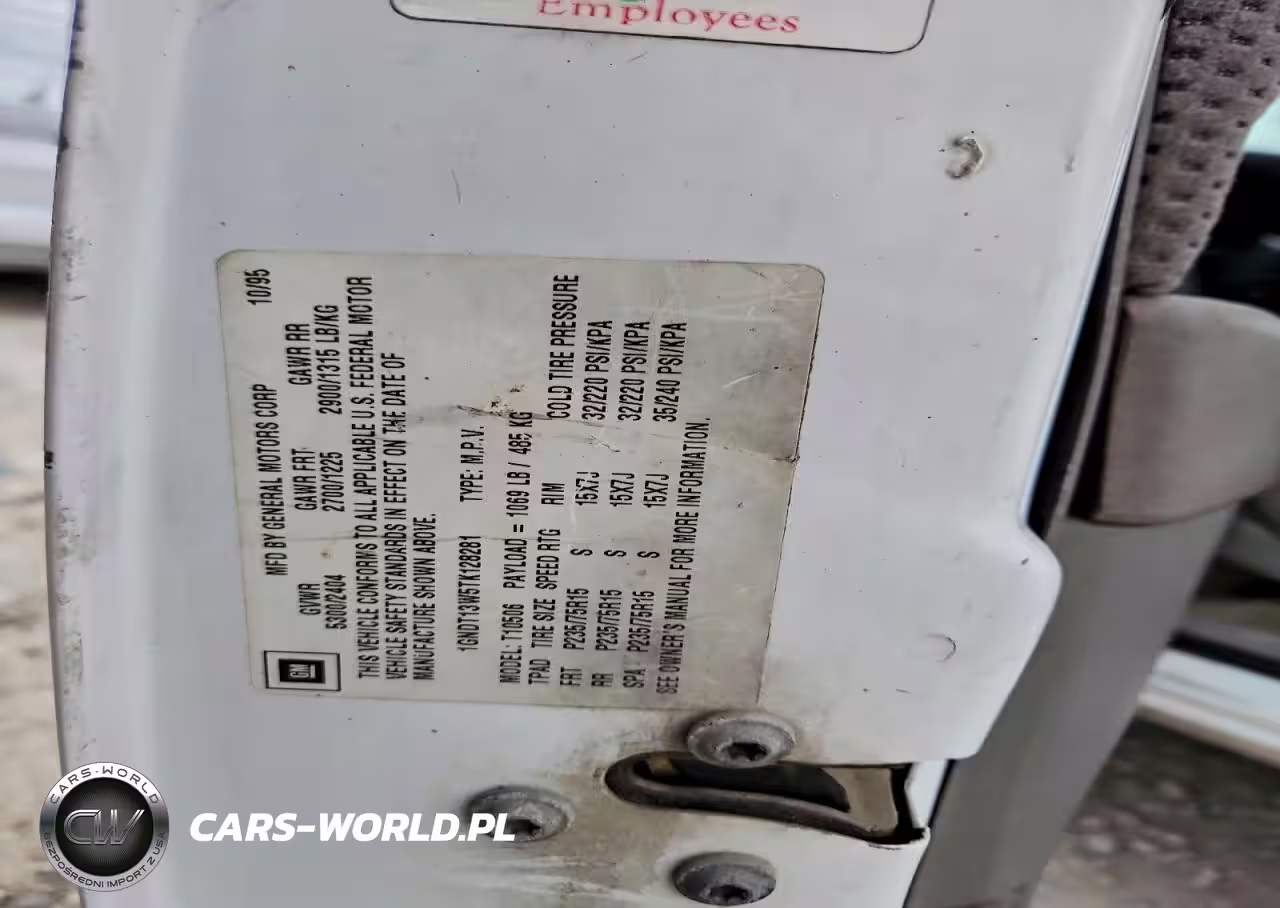 Employees
MFD BY GENERAL MOTORS CORP 10/95
GVWR GAWR FRT GAWR RR
5300/2404 2700/1225 2900/1315 LB/KG
THIS VEHICLE CONFORMS TO ALL APPLICABLE U.S. FEDERAL MOTOR
VEHICLE SAFETY STANDARDS IN EFFECT ON THE DATE OF
MANUFACTURE SHOWN ABOVE.
1GNDT13W5TK128281 TYPE: M.P.V.
MODEL: T10506 PAYLOAD = 1069 LB / 485 KG
TPAD TIRE SIZE SPEED RTG RIM COLD TIRE PRESSURE
FRT P235/75R15 S 15X7J 32/220 PSI/KPA
RR P235/75R15 S 15X7J 32/220 PSI/KPA
SPA P235/75R15 S 15X7J 35/240 PSI/KPA
SEE OWNER'S MANUAL FOR MORE INFORMATION.
GM
CARS-WORLD
CW
BEZPOŚREDNI IMPORT Z USA
CARS-WORLD.PL